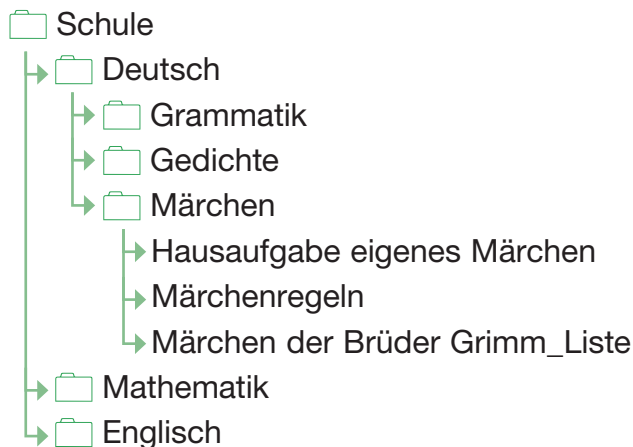 Schule
Deutsch
Grammatik
Gedichte
Märchen
Hausaufgabe eigenes Märchen
Märchenregeln
Märchen der Brüder Grimm_Liste
Mathematik
Englisch